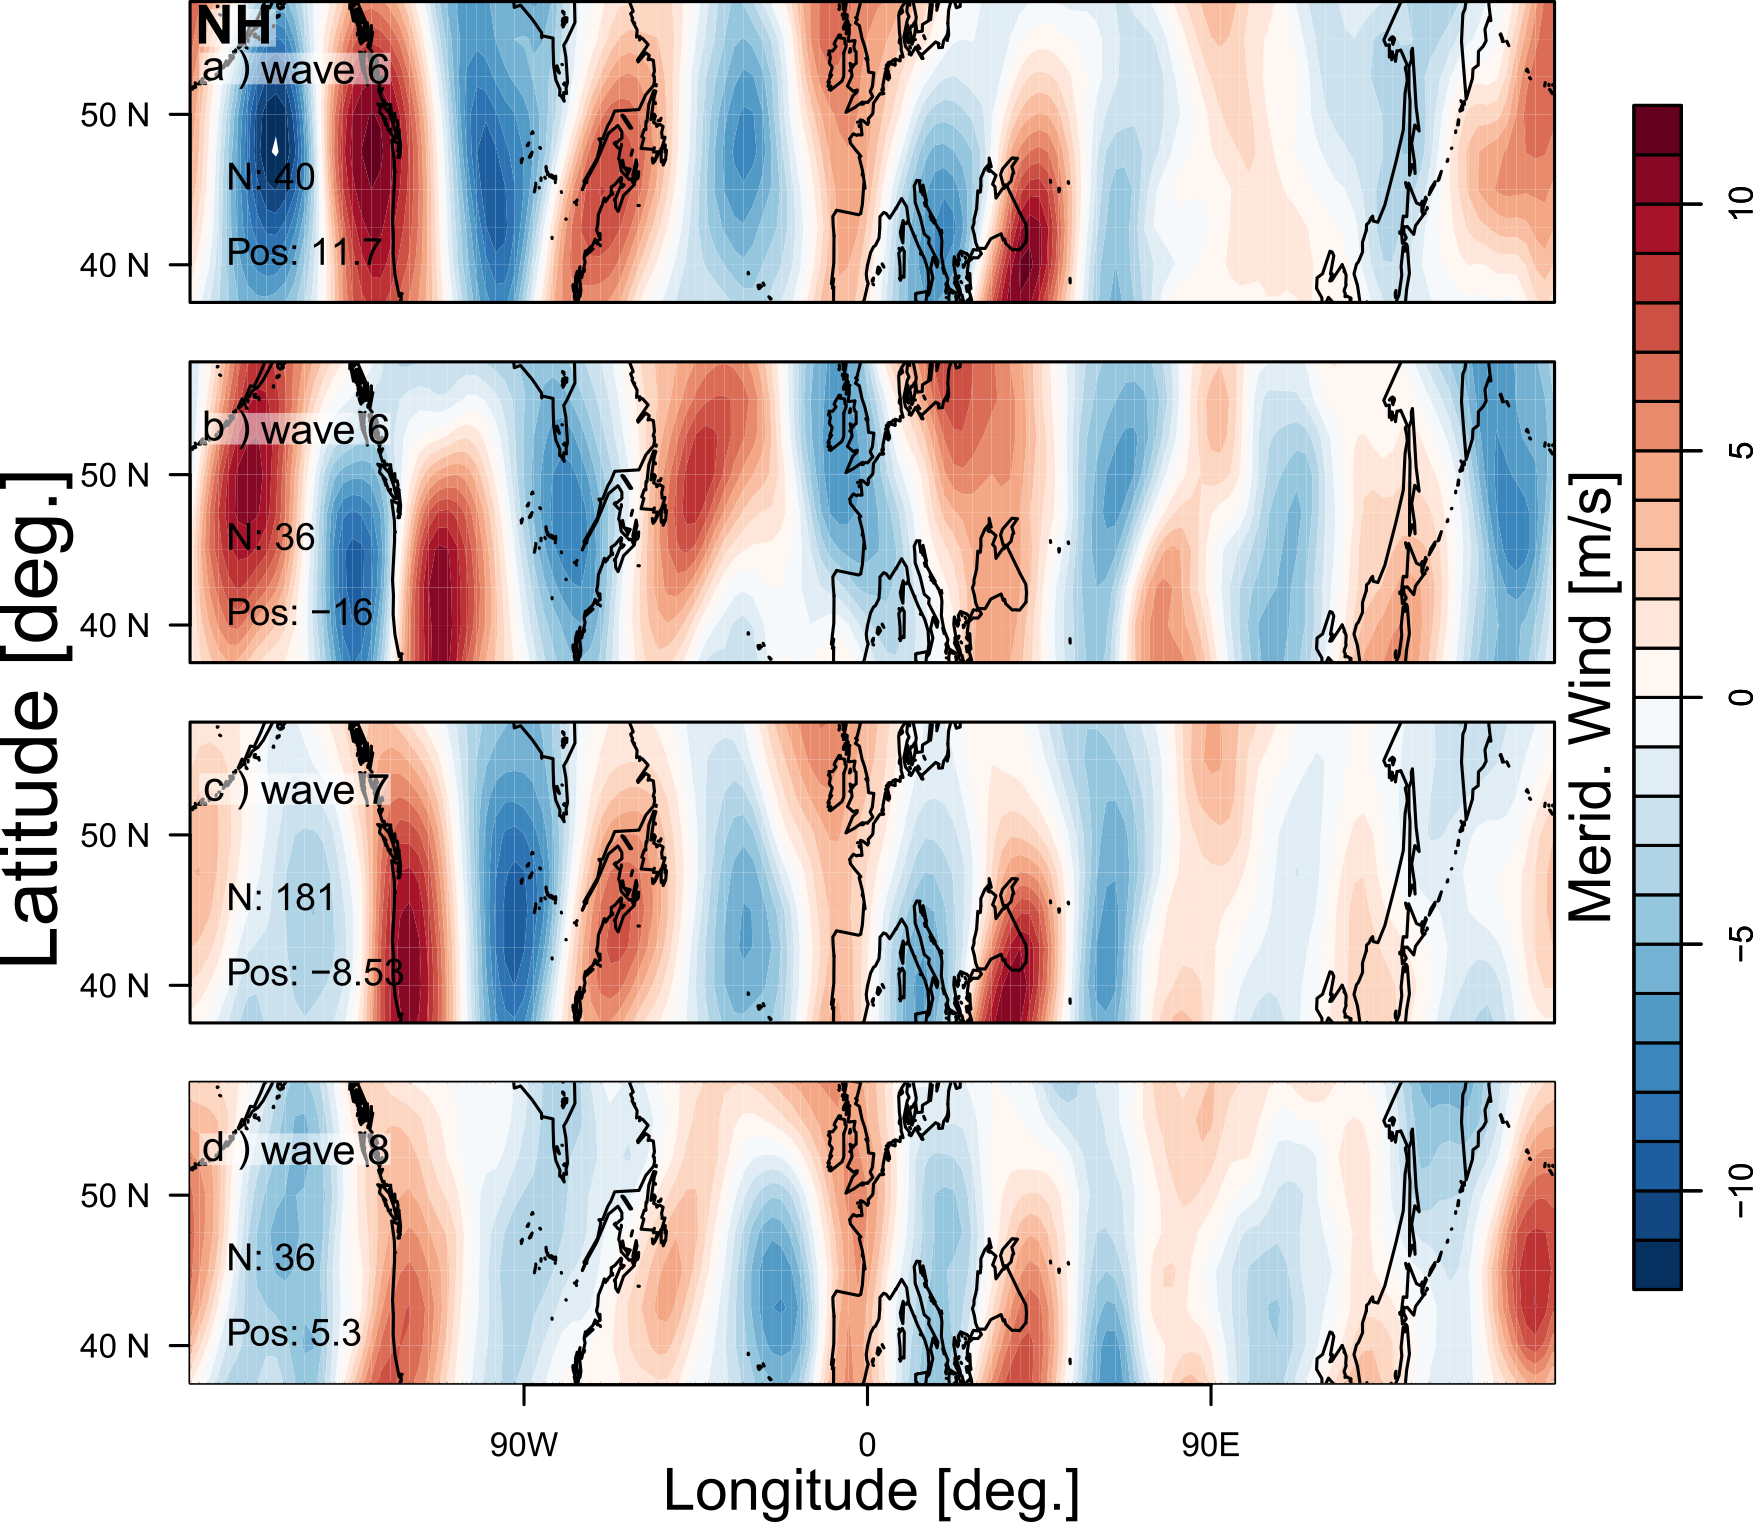 NH
a ) wave 6
50 N
N: 40
Pos: 11.7
40 N
b ) wave 6
50 N
N: 36
Pos: −16
40 N
c ) wave 7
50 N
N: 181
Pos: −8.53
40 N
d ) wave 8
50 N
N: 36
Pos: 5.3
40 N
90W
0
90E
Longitude [deg.]
Latitude [deg.]
Merid. Wind [m/s]
10
5
0
−5
−10